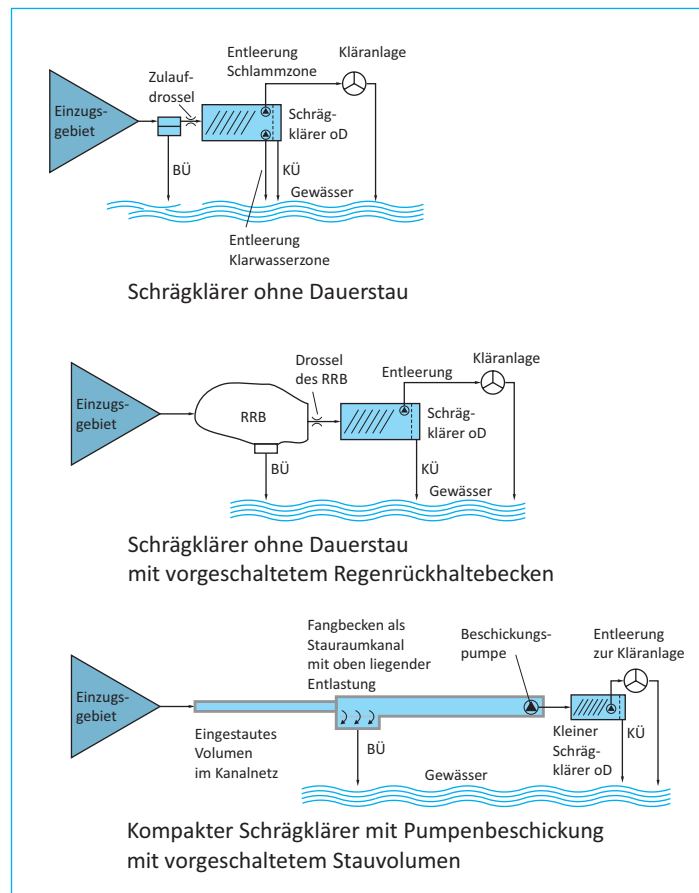 Entleerung
Schlammzone
Kläranlage
Zulauf-
drossel
Einzugs-
gebiet
Schräg-
klärer oD
BÜ
KÜ
Gewässer
Entleerung
Klarwasserzone
Schrägklärer ohne Dauerstau
Drossel
des RRB
Entleerung
Kläranlage
Einzugs-
gebiet
RRB
Schräg-
klärer oD
BÜ
KÜ
Gewässer
Schrägklärer ohne Dauerstau
mit vorgeschaltetem Regenrückhaltebecken
Fangbecken als
Stauraumkanal
mit oben liegender
Entlastung
Beschickungs-
pumpe
Entleerung
zur Kläranlage
Einzugs-
gebiet
Eingestautes
Volumen
im Kanalnetz
BÜ
Kleiner
Schräg-
klärer oD
KÜ
Gewässer
Kompakter Schrägklärer mit Pumpenbeschickung
mit vorgeschaltetem Stauvolumen